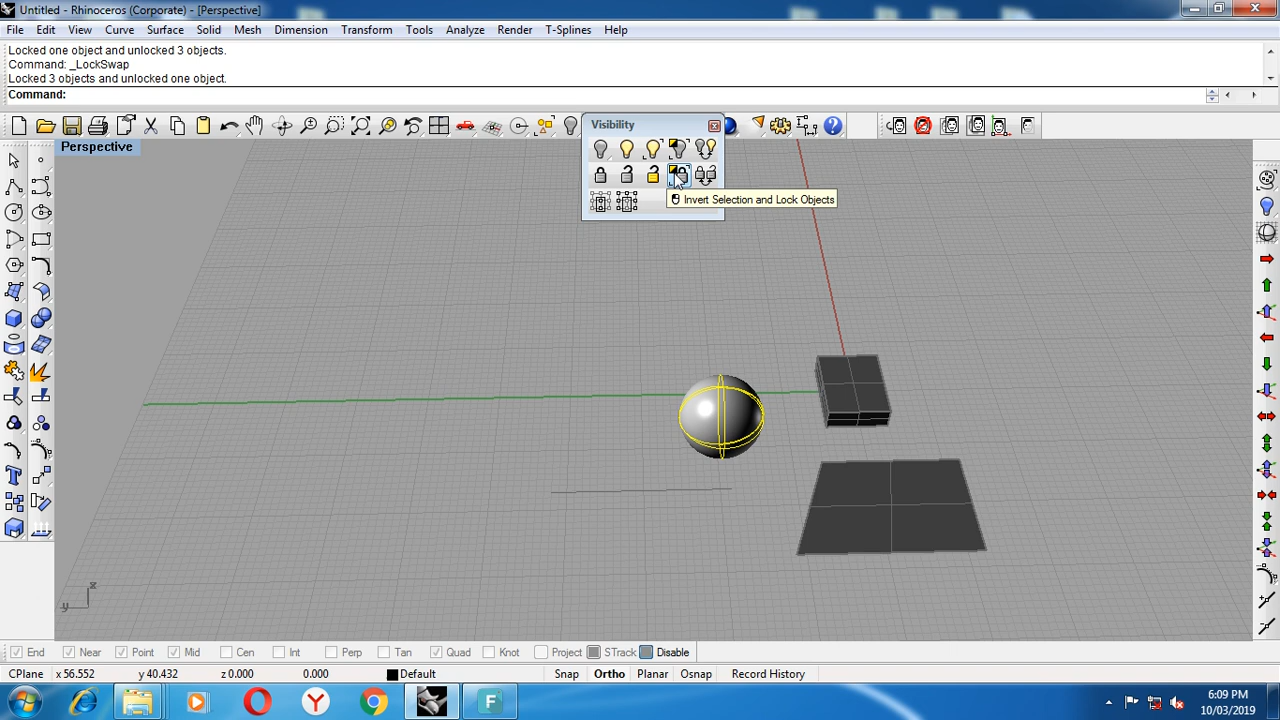 Untitled - Rhinoceros (Corporate) - [Perspective]
File Edit View Curve Surface Solid Mesh Dimension Transform Tools Analyze Render T-Splines Help
Locked one object and unlocked 3 objects.
Command: _LockSwap
Locked 3 objects and unlocked one object.
Command:
Visibility
Perspective
Invert Selection and Lock Objects
z
y
End Near Point Mid Cen Int Perp Tan Quad Knot Project STrack Disable
CPlane x 56.552 y 40.432 z 0.000 0.000 Default Snap Ortho Planar Osnap Record History
6:09 PM
10/03/2019